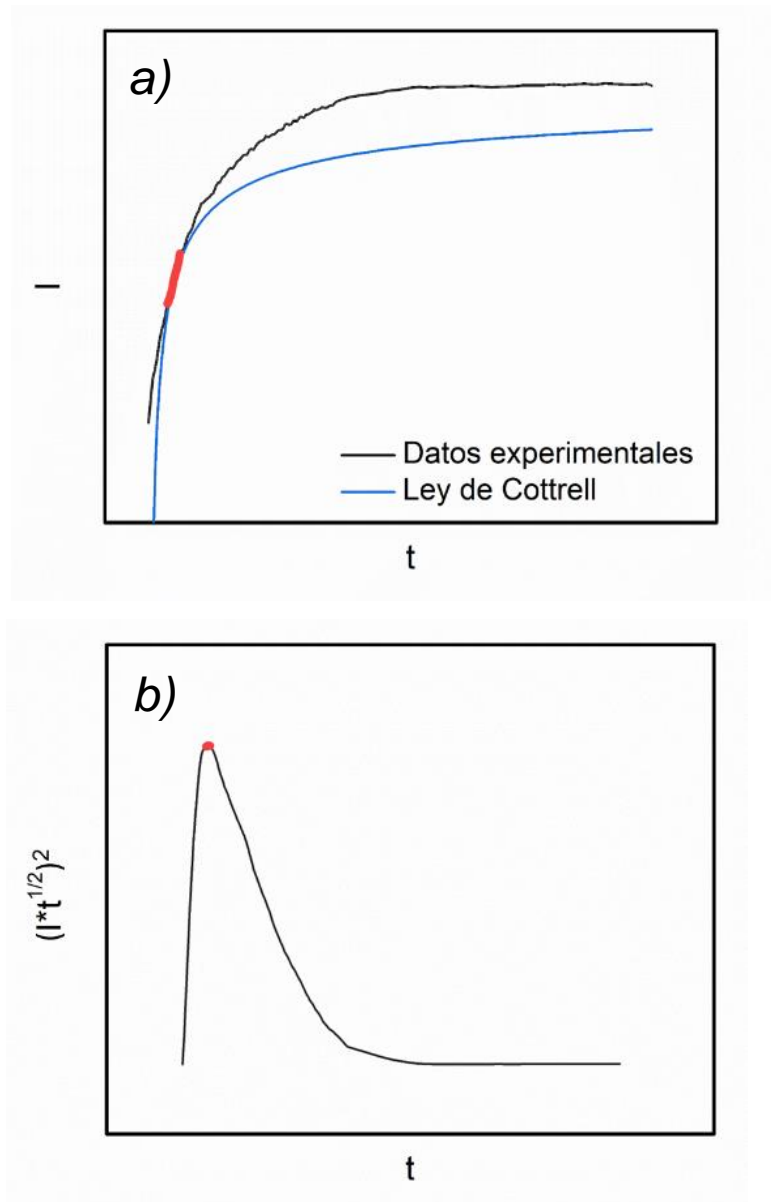 a)
I
Datos experimentales
Ley de Cottrell
t
b)
(I*t^{1/2})^2
t